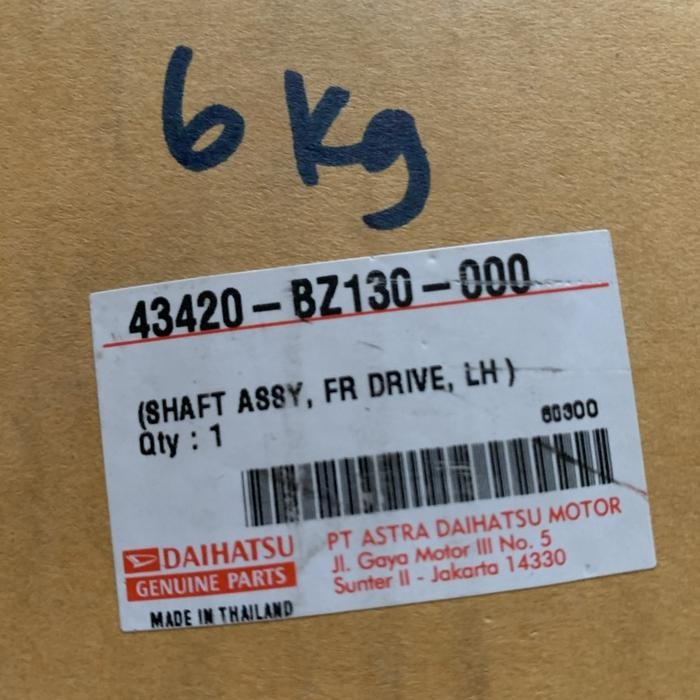 6 Kg
43420-BZ130-000
(SHAFT ASSY, FR DRIVE, LH)
Qty : 1
60300
DAIHATSU
GENUINE PARTS
MADE IN THAILAND
PT ASTRA DAIHATSU MOTOR
Jl. Gaya Motor III No. 5
Sunter II - Jakarta 14330